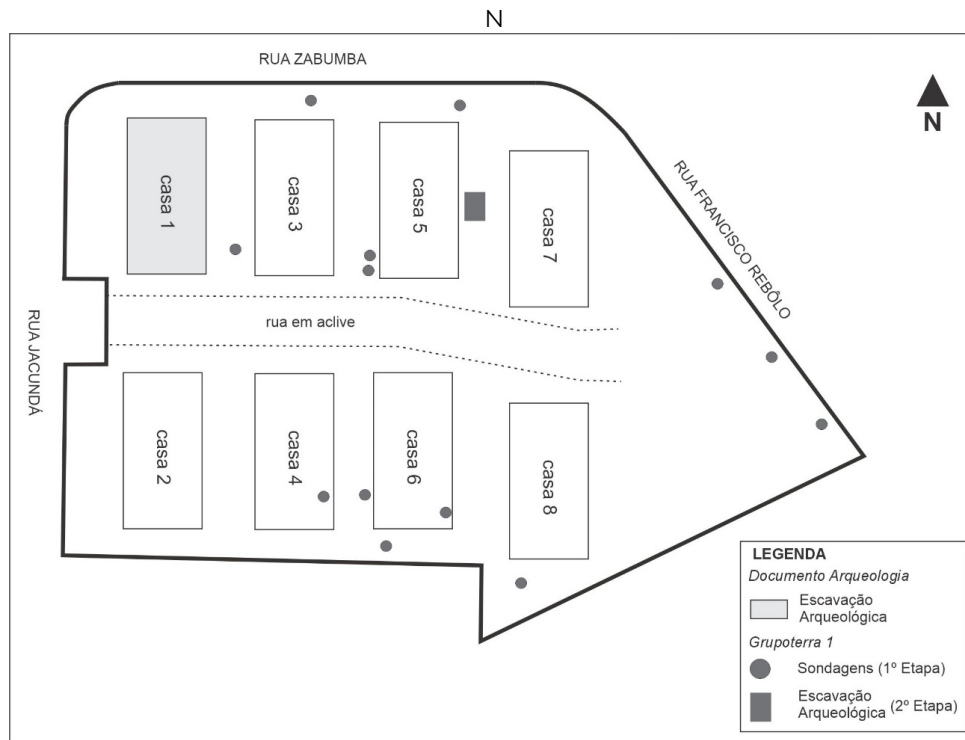 N
RUA ZABUMBA
N
RUA FRANCISCO REBÔLO
casa 1
casa 3
casa 5
casa 7
rua em aclive
RUA JACUNDÁ
casa 2
casa 4
casa 6
casa 8
LEGENDA
Documento Arqueologia
Escavação
Arqueológica
Grupoterra 1
Sondagens (1º Etapa)
Escavação
Arqueológica (2º Etapa)